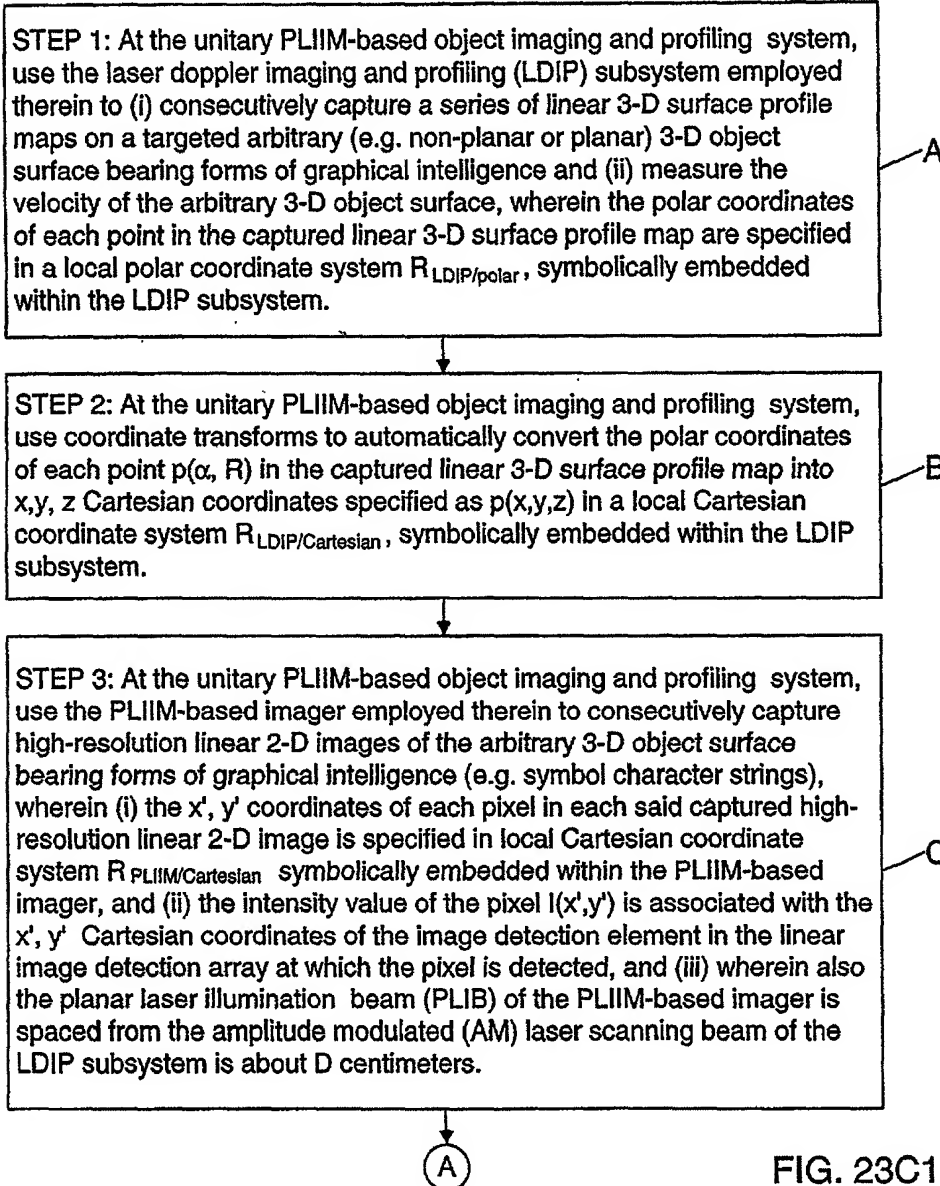 STEP 1: At the unitary PLIIM-based object imaging and profiling system,
use the laser doppler imaging and profiling (LDIP) subsystem employed
therein to (i) consecutively capture a series of linear 3-D surface profile
maps on a targeted arbitrary (e.g. non-planar or planar) 3-D object
surface bearing forms of graphical intelligence and (ii) measure the
velocity of the arbitrary 3-D object surface, wherein the polar coordinates
of each point in the captured linear 3-D surface profile map are specified
in a local polar coordinate system R LDIP/polar, symbolically embedded
within the LDIP subsystem.
A
STEP 2: At the unitary PLIIM-based object imaging and profiling system,
use coordinate transforms to automatically convert the polar coordinates
of each point p(α, R) in the captured linear 3-D surface profile map into
x,y, z Cartesian coordinates specified as p(x,y,z) in a local Cartesian
coordinate system R LDIP/Cartesian, symbolically embedded within the LDIP
subsystem.
B
STEP 3: At the unitary PLIIM-based object imaging and profiling system,
use the PLIIM-based imager employed therein to consecutively capture
high-resolution linear 2-D images of the arbitrary 3-D object surface
bearing forms of graphical intelligence (e.g. symbol character strings),
wherein (i) the x', y' coordinates of each pixel in each said captured high-
resolution linear 2-D image is specified in local Cartesian coordinate
system R PLIIM/Cartesian symbolically embedded within the PLIIM-based
imager, and (ii) the intensity value of the pixel I(x',y') is associated with the
x', y' Cartesian coordinates of the image detection element in the linear
image detection array at which the pixel is detected, and (iii) wherein also
the planar laser illumination beam (PLIB) of the PLIIM-based imager is
spaced from the amplitude modulated (AM) laser scanning beam of the
LDIP subsystem is about D centimeters.
C
A
FIG. 23C1